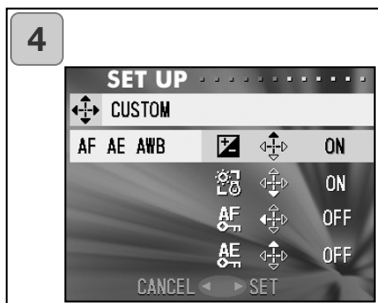 4
SET UP
CUSTOM
AF AE AWB ON
ON
AF OFF
AE OFF
CANCEL SET